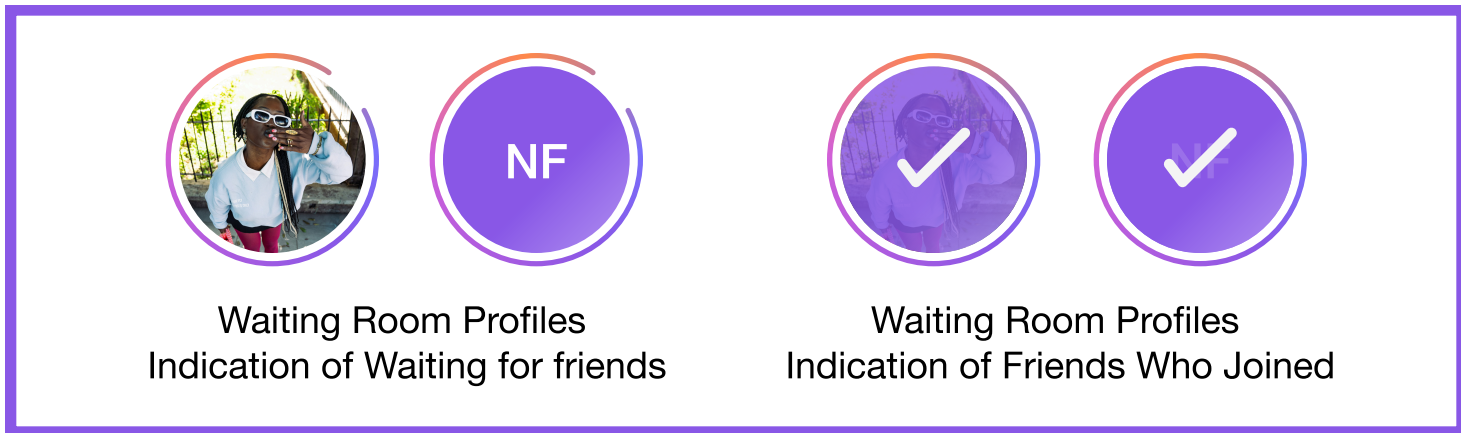 NF
NF
Waiting Room Profiles
Indication of Waiting for friends
Waiting Room Profiles
Indication of Friends Who Joined